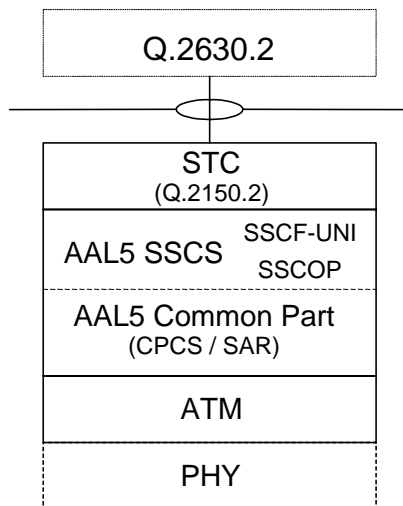 Q.2630.2
STC
(Q.2150.2)
AAL5 SSCS
SSCF-UNI
SSCOP
AAL5 Common Part
(CPCS / SAR)
ATM
PHY